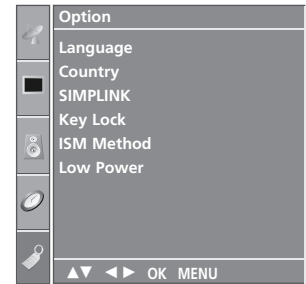 Option
Language
Country
SIMPLINK
Key Lock
ISM Method
Low Power
▲▼ ◄► OK MENU